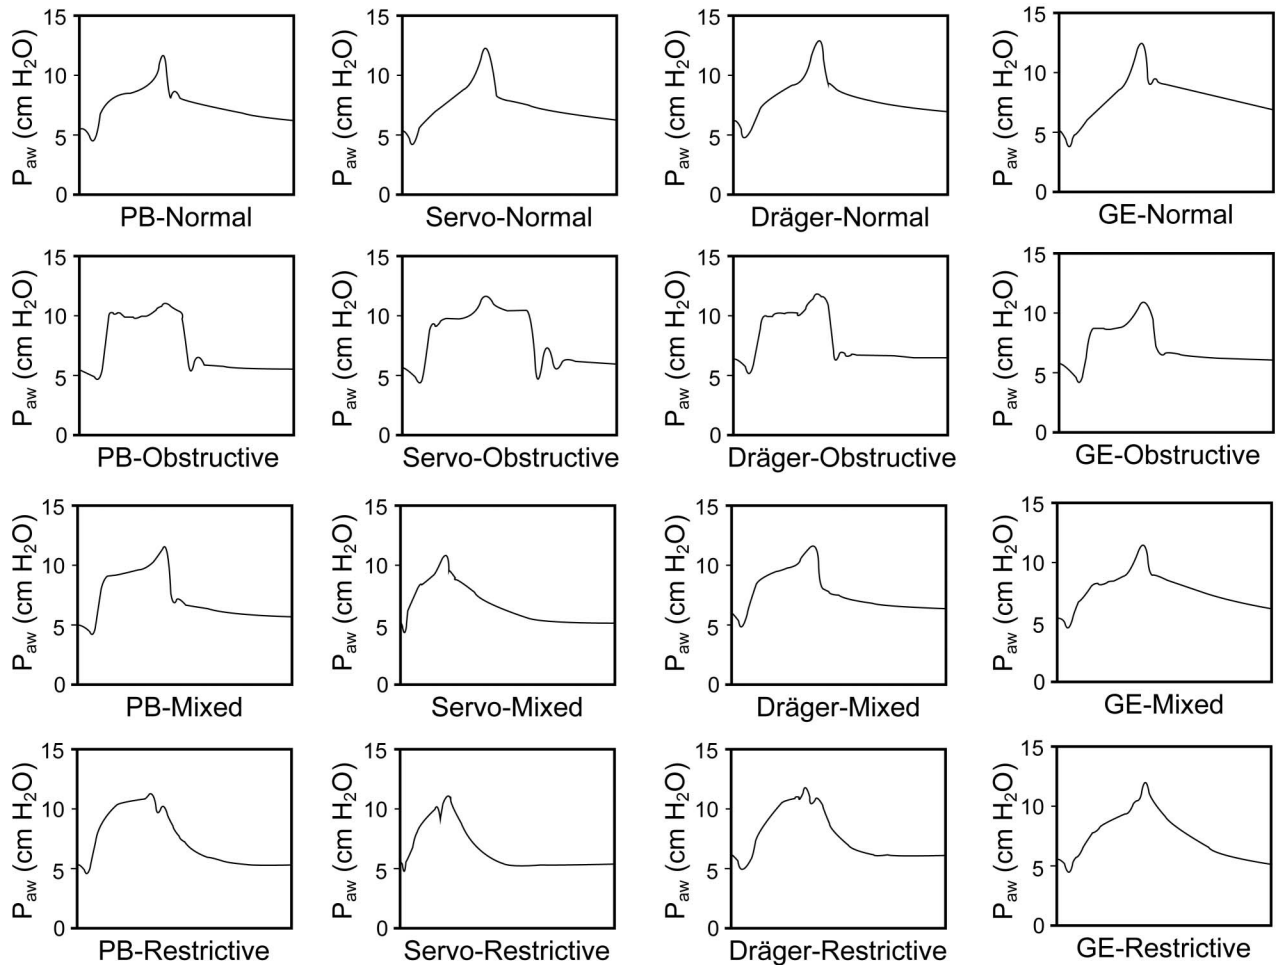 15 15 15 15
10 10 10 10
5 5 5 5
0 0 0 0
Paw (cm H2O) Paw (cm H2O) Paw (cm H2O) Paw (cm H2O)
PB-Normal Servo-Normal Dräger-Normal GE-Normal
15 15 15 15
10 10 10 10
5 5 5 5
0 0 0 0
Paw (cm H2O) Paw (cm H2O) Paw (cm H2O) Paw (cm H2O)
PB-Obstructive Servo-Obstructive Dräger-Obstructive GE-Obstructive
15 15 15 15
10 10 10 10
5 5 5 5
0 0 0 0
Paw (cm H2O) Paw (cm H2O) Paw (cm H2O) Paw (cm H2O)
PB-Mixed Servo-Mixed Dräger-Mixed GE-Mixed
15 15 15 15
10 10 10 10
5 5 5 5
0 0 0 0
Paw (cm H2O) Paw (cm H2O) Paw (cm H2O) Paw (cm H2O)
PB-Restrictive Servo-Restrictive Dräger-Restrictive GE-Restrictive